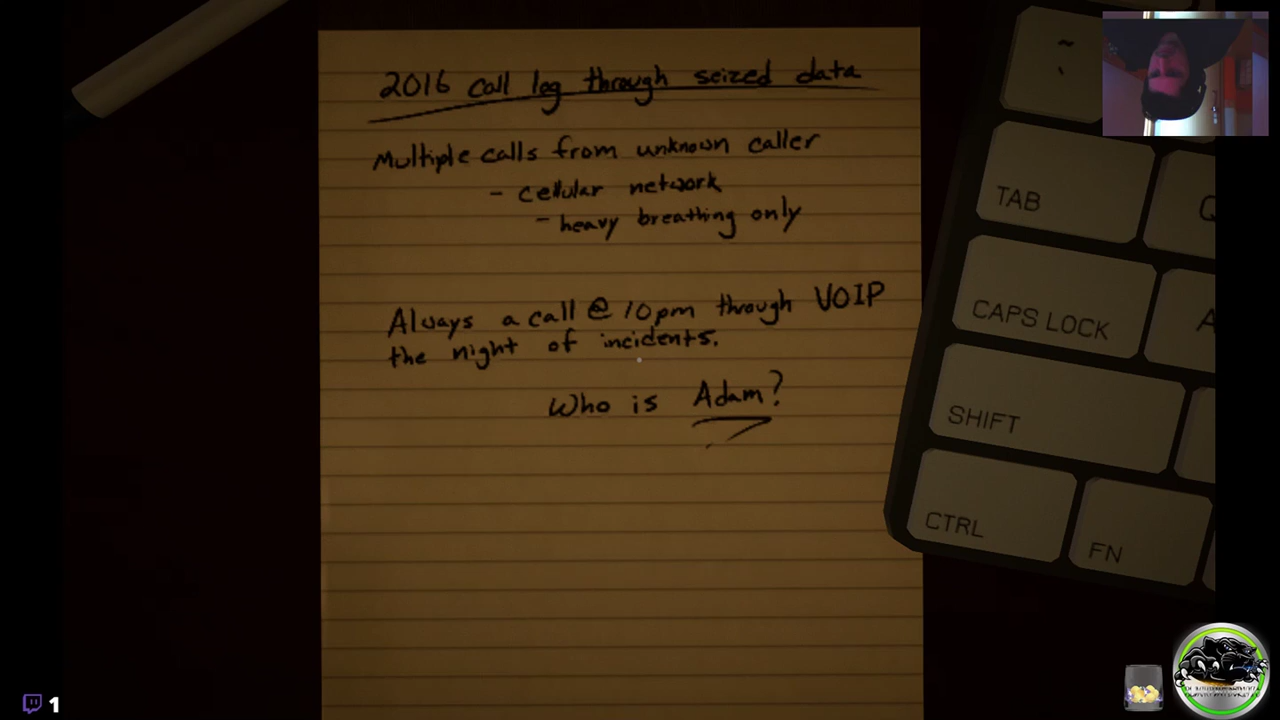 2016 call log through seized data
Multiple calls from unknown caller
- cellular network
- heavy breathing only
Always a call @ 10pm through VOIP
the night of incidents.
Who is Adam?
~
`
TAB
Q
CAPS LOCK
A
SHIFT
CTRL
FN
1